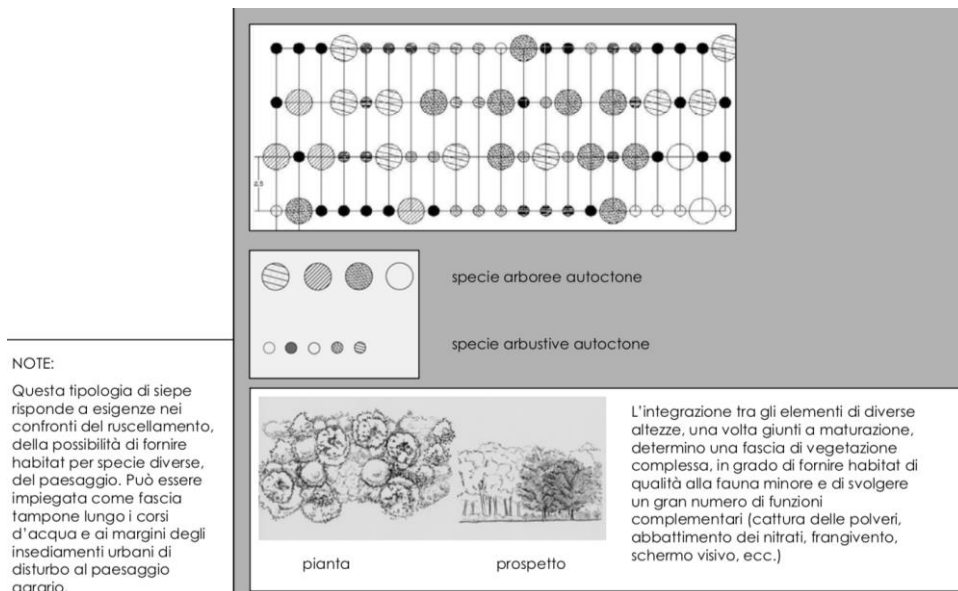 2.5
specie arboree autoctone
specie arbustive autoctone
NOTE:
Questa tipologia di siepe
risponde a esigenze nei
confronti del ruscellamento,
della possibilità di fornire
habitat per specie diverse,
del paesaggio. Può essere
impiegata come fascia
tampone lungo i corsi
d'acqua e ai margini degli
insediamenti urbani di
disturbo al paesaggio
agrario.
pianta
prospetto
L'integrazione tra gli elementi di diverse
altezze, una volta giunti a maturazione,
determino una fascia di vegetazione
complessa, in grado di fornire habitat di
qualità alla fauna minore e di svolgere
un gran numero di funzioni
complementari (cattura delle polveri,
abbattimento dei nitrati, frangivento,
schermo visivo, ecc.)